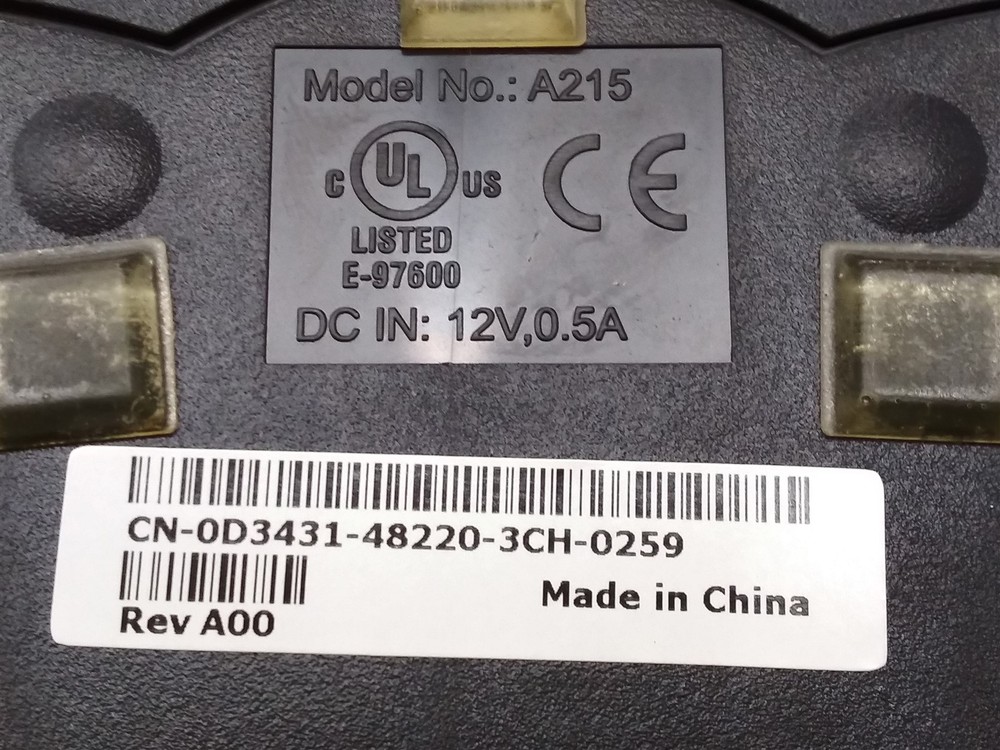 Model No.: A215
C UL US CE
LISTED
E-97600
DC IN: 12V,0.5A
CN-0D3431-48220-3CH-0259
Made in China
Rev A00